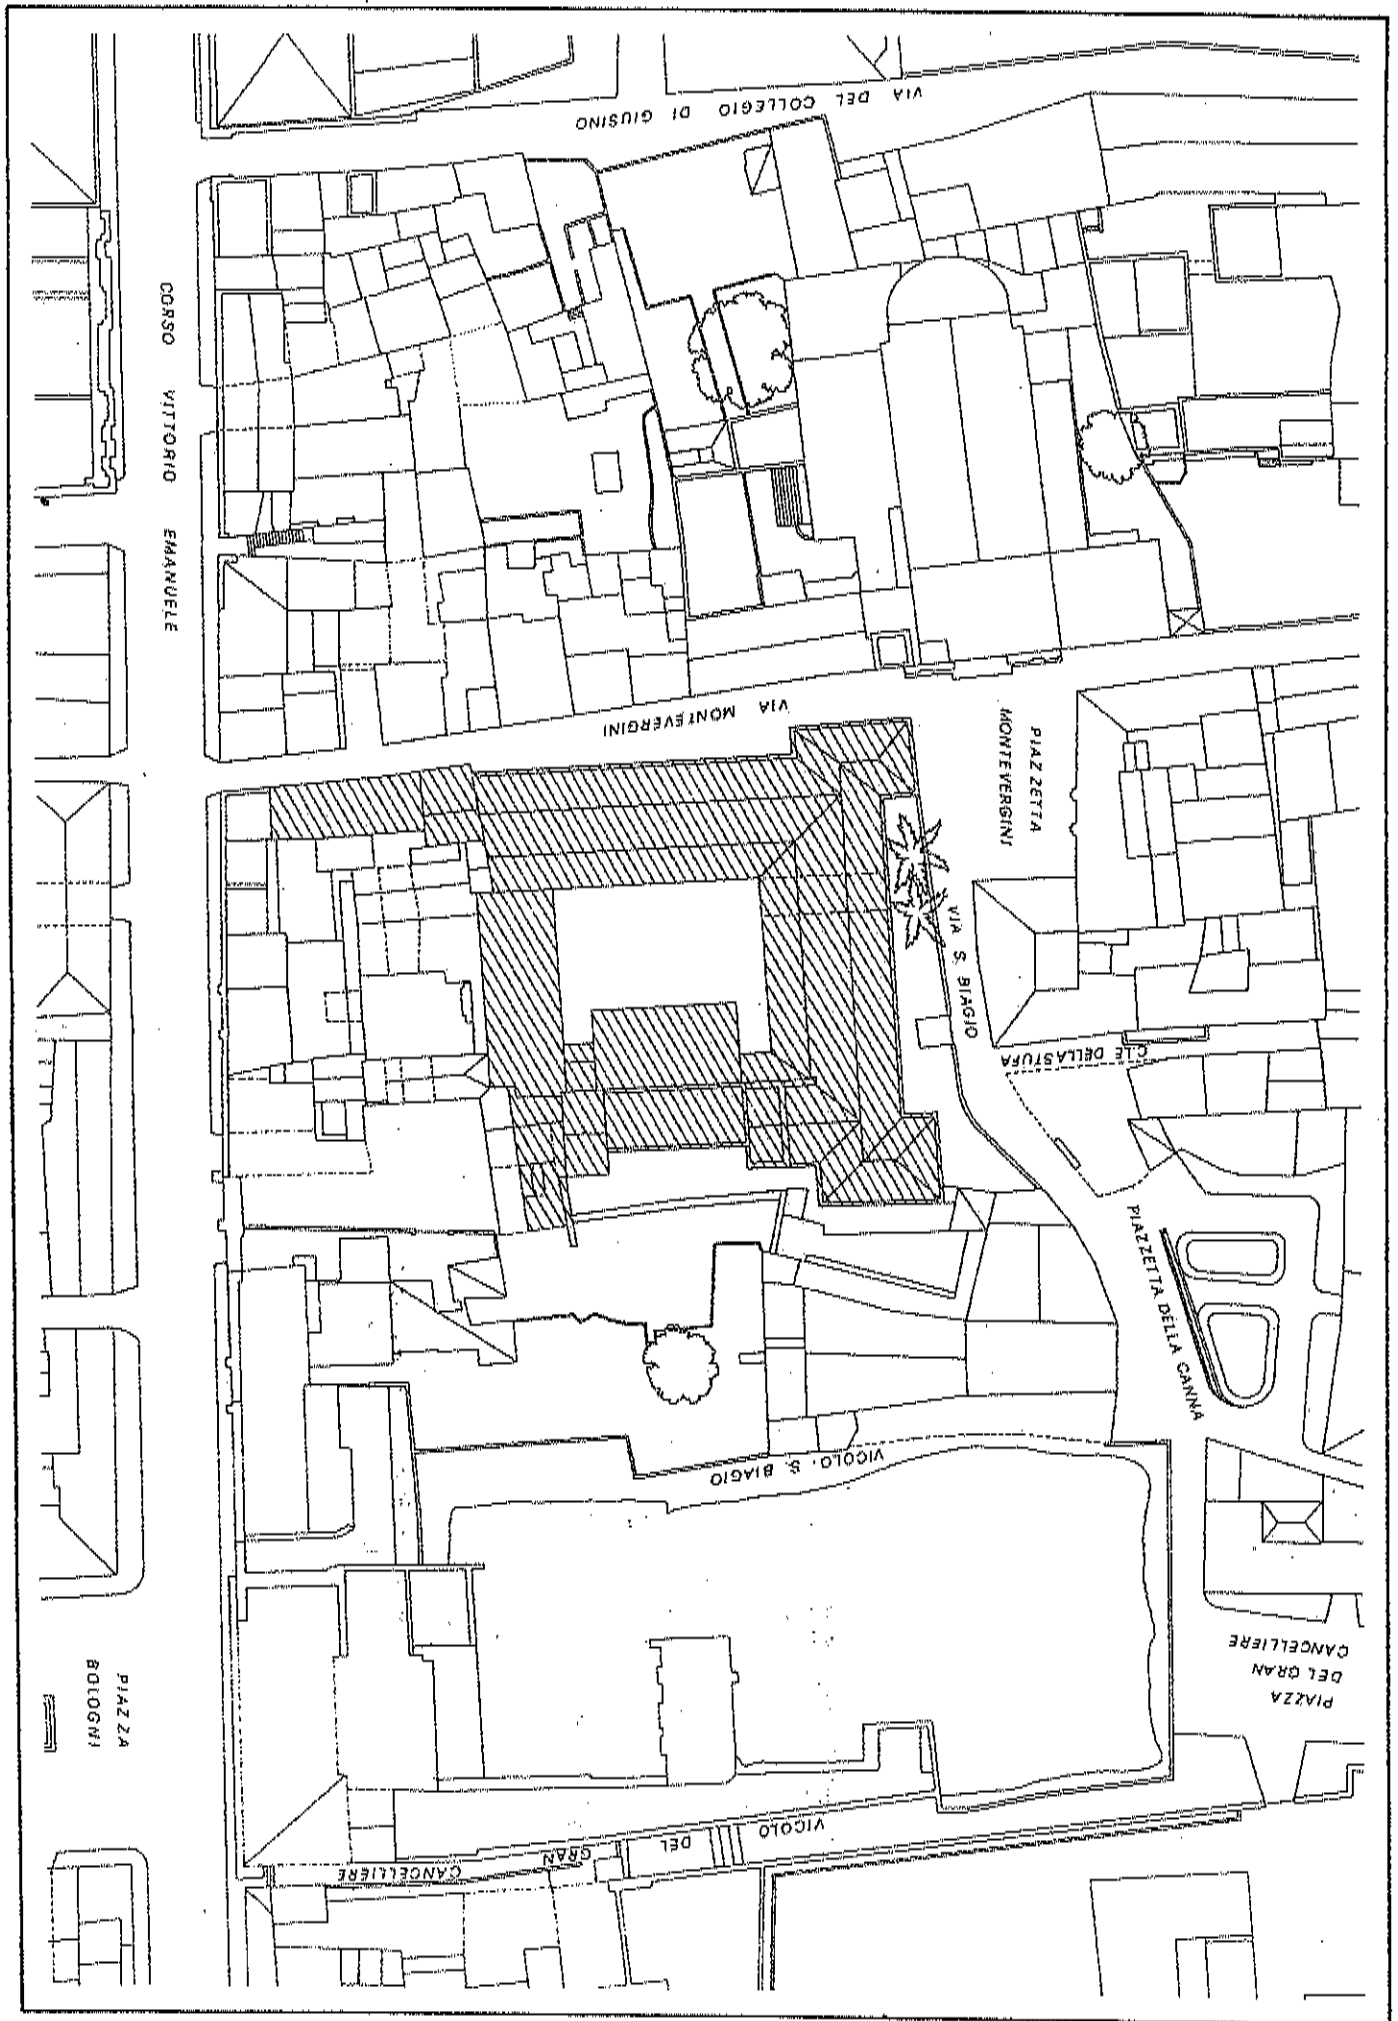 VIA DEL COLLEGIO DI GIUSINO
CORSO VITTORIO EMANUELE
VIA MONTEVERGINI
PIAZZETTA
MONTEVERGINI
VIA S. BIAGIO
C.LE DELLA STUFA
PIAZZETTA DELLA CANNA
VICOLO S. BIAGIO
PIAZZA
DEL GRAN
CANCELLIERE
PIAZZA
BOLOGNI
VICOLO DEL GRAN CANCELLIERE